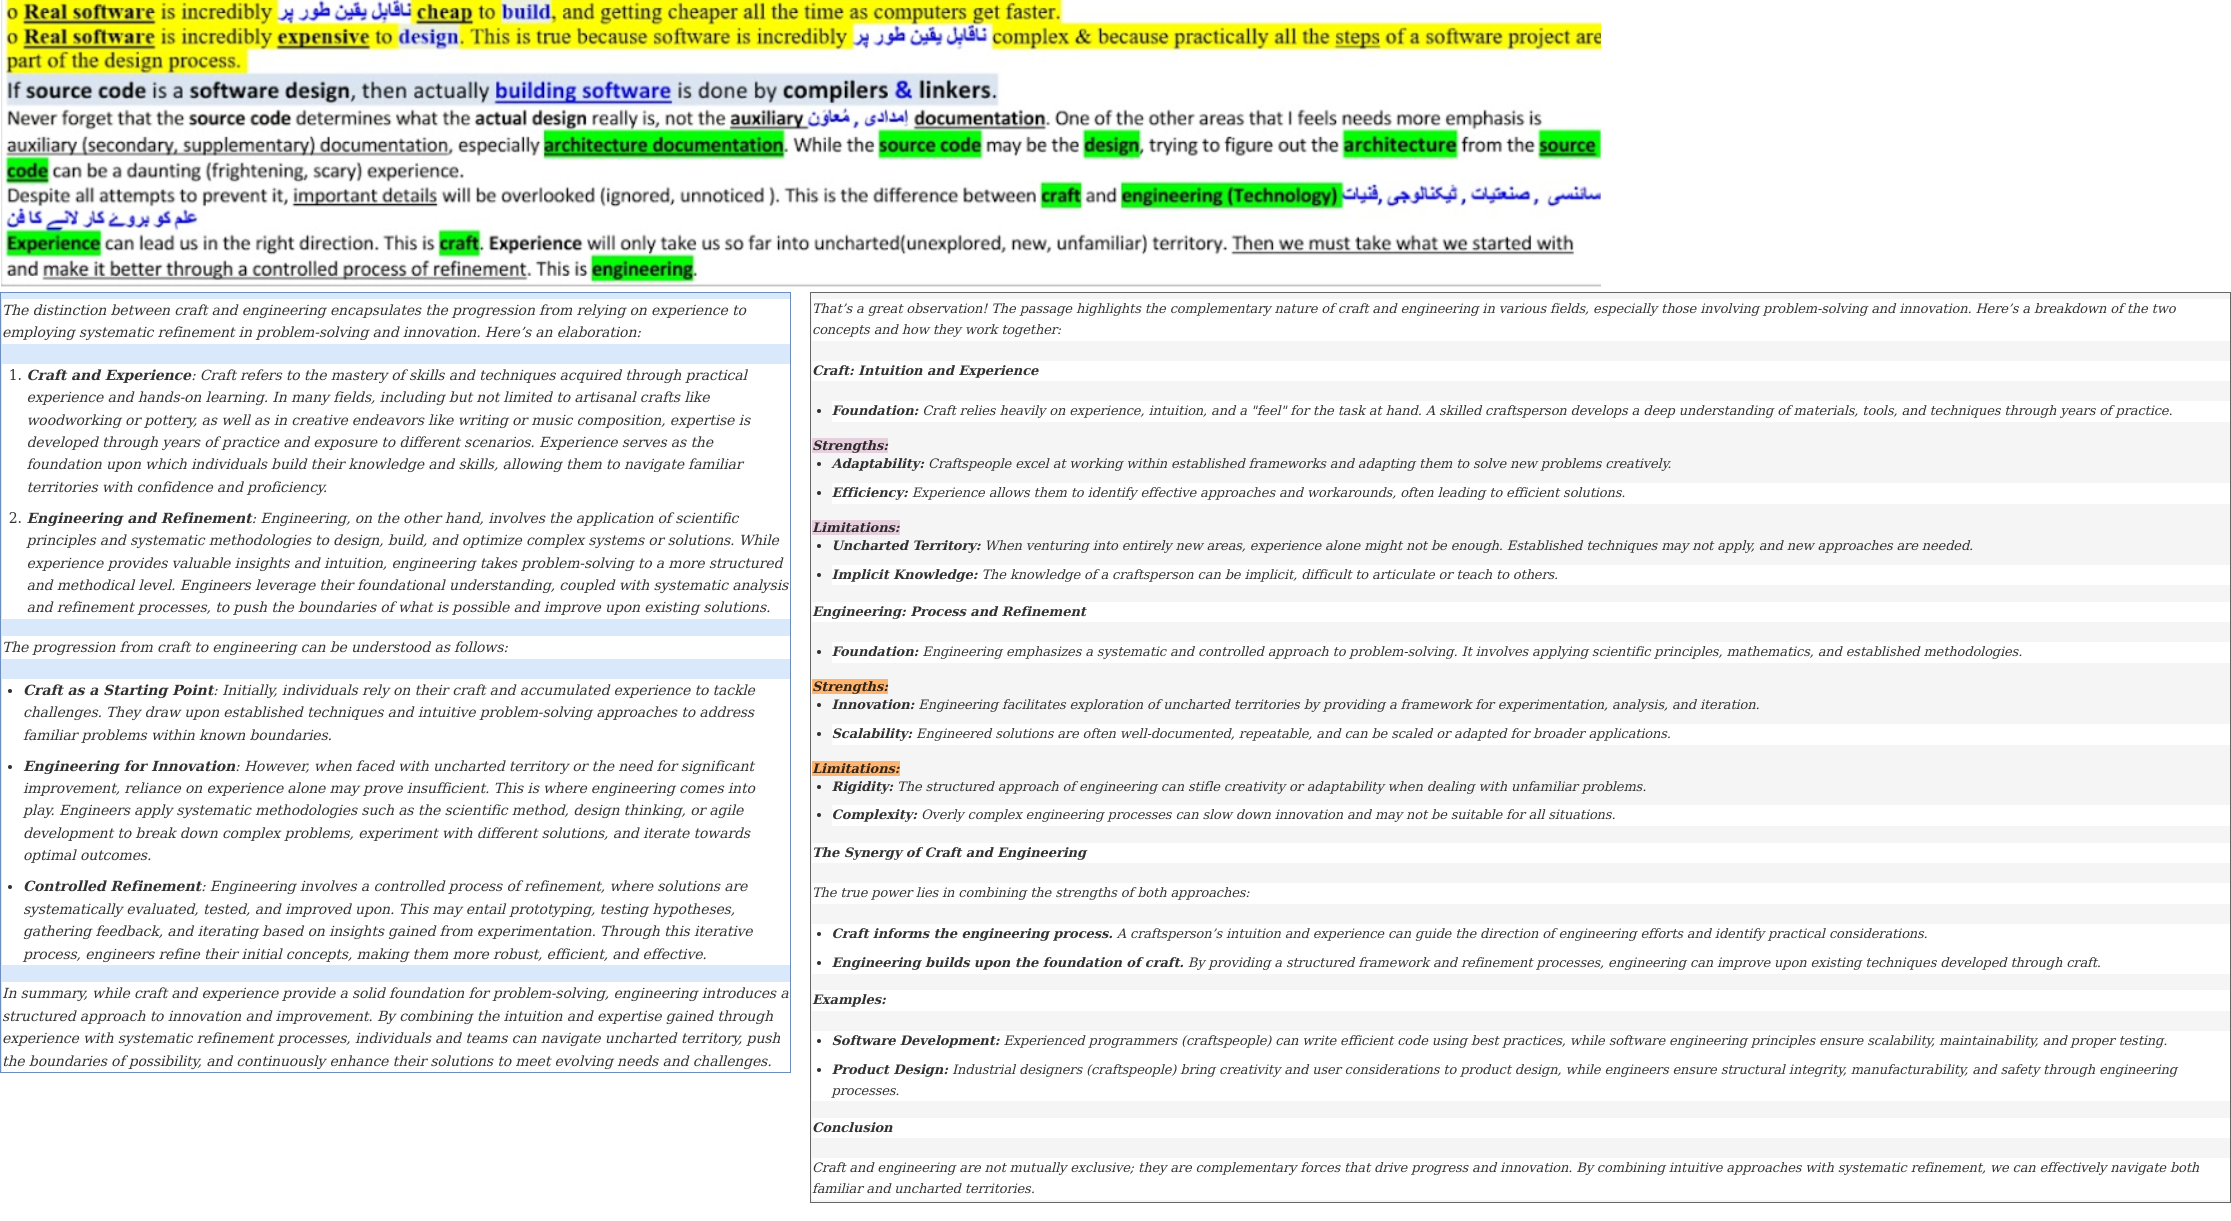 o Real software is incredibly ناقابل یقین طور پر cheap to build, and getting cheaper all the time as computers get faster.
o Real software is incredibly expensive to design. This is true because software is incredibly ناقابل یقین طور پر complex & because practically all the steps of a software project are
part of the design process.
If source code is a software design, then actually building software is done by compilers & linkers.
Never forget that the source code determines what the actual design really is, not the auxiliary اِمدادی , مُعاوَن documentation. One of the other areas that I feels needs more emphasis is
auxiliary (secondary, supplementary) documentation, especially architecture documentation. While the source code may be the design, trying to figure out the architecture from the source
code can be a daunting (frightening, scary) experience.
Despite all attempts to prevent it, important details will be overlooked (ignored, unnoticed ). This is the difference between craft and engineering (Technology) سائنسی , صنعتیات , ٹیکنالوجی ,فنیات
علم کو بروۓ کار لانے کا فن
Experience can lead us in the right direction. This is craft. Experience will only take us so far into uncharted(unexplored, new, unfamiliar) territory. Then we must take what we started with
and make it better through a controlled process of refinement. This is engineering.
The distinction between craft and engineering encapsulates the progression from relying on experience to
employing systematic refinement in problem-solving and innovation. Here’s an elaboration:
1. Craft and Experience: Craft refers to the mastery of skills and techniques acquired through practical
experience and hands-on learning. In many fields, including but not limited to artisanal crafts like
woodworking or pottery, as well as in creative endeavors like writing or music composition, expertise is
developed through years of practice and exposure to different scenarios. Experience serves as the
foundation upon which individuals build their knowledge and skills, allowing them to navigate familiar
territories with confidence and proficiency.
2. Engineering and Refinement: Engineering, on the other hand, involves the application of scientific
principles and systematic methodologies to design, build, and optimize complex systems or solutions. While
experience provides valuable insights and intuition, engineering takes problem-solving to a more structured
and methodical level. Engineers leverage their foundational understanding, coupled with systematic analysis
and refinement processes, to push the boundaries of what is possible and improve upon existing solutions.
The progression from craft to engineering can be understood as follows:
• Craft as a Starting Point: Initially, individuals rely on their craft and accumulated experience to tackle
challenges. They draw upon established techniques and intuitive problem-solving approaches to address
familiar problems within known boundaries.
• Engineering for Innovation: However, when faced with uncharted territory or the need for significant
improvement, reliance on experience alone may prove insufficient. This is where engineering comes into
play. Engineers apply systematic methodologies such as the scientific method, design thinking, or agile
development to break down complex problems, experiment with different solutions, and iterate towards
optimal outcomes.
• Controlled Refinement: Engineering involves a controlled process of refinement, where solutions are
systematically evaluated, tested, and improved upon. This may entail prototyping, testing hypotheses,
gathering feedback, and iterating based on insights gained from experimentation. Through this iterative
process, engineers refine their initial concepts, making them more robust, efficient, and effective.
In summary, while craft and experience provide a solid foundation for problem-solving, engineering introduces a
structured approach to innovation and improvement. By combining the intuition and expertise gained through
experience with systematic refinement processes, individuals and teams can navigate uncharted territory, push
the boundaries of possibility, and continuously enhance their solutions to meet evolving needs and challenges.
That’s a great observation! The passage highlights the complementary nature of craft and engineering in various fields, especially those involving problem-solving and innovation. Here’s a breakdown of the two
concepts and how they work together:
Craft: Intuition and Experience
• Foundation: Craft relies heavily on experience, intuition, and a "feel" for the task at hand. A skilled craftsperson develops a deep understanding of materials, tools, and techniques through years of practice.
Strengths:
• Adaptability: Craftspeople excel at working within established frameworks and adapting them to solve new problems creatively.
• Efficiency: Experience allows them to identify effective approaches and workarounds, often leading to efficient solutions.
Limitations:
• Uncharted Territory: When venturing into entirely new areas, experience alone might not be enough. Established techniques may not apply, and new approaches are needed.
• Implicit Knowledge: The knowledge of a craftsperson can be implicit, difficult to articulate or teach to others.
Engineering: Process and Refinement
• Foundation: Engineering emphasizes a systematic and controlled approach to problem-solving. It involves applying scientific principles, mathematics, and established methodologies.
Strengths:
• Innovation: Engineering facilitates exploration of uncharted territories by providing a framework for experimentation, analysis, and iteration.
• Scalability: Engineered solutions are often well-documented, repeatable, and can be scaled or adapted for broader applications.
Limitations:
• Rigidity: The structured approach of engineering can stifle creativity or adaptability when dealing with unfamiliar problems.
• Complexity: Overly complex engineering processes can slow down innovation and may not be suitable for all situations.
The Synergy of Craft and Engineering
The true power lies in combining the strengths of both approaches:
• Craft informs the engineering process. A craftsperson’s intuition and experience can guide the direction of engineering efforts and identify practical considerations.
• Engineering builds upon the foundation of craft. By providing a structured framework and refinement processes, engineering can improve upon existing techniques developed through craft.
Examples:
• Software Development: Experienced programmers (craftspeople) can write efficient code using best practices, while software engineering principles ensure scalability, maintainability, and proper testing.
• Product Design: Industrial designers (craftspeople) bring creativity and user considerations to product design, while engineers ensure structural integrity, manufacturability, and safety through engineering
processes.
Conclusion
Craft and engineering are not mutually exclusive; they are complementary forces that drive progress and innovation. By combining intuitive approaches with systematic refinement, we can effectively navigate both
familiar and uncharted territories.